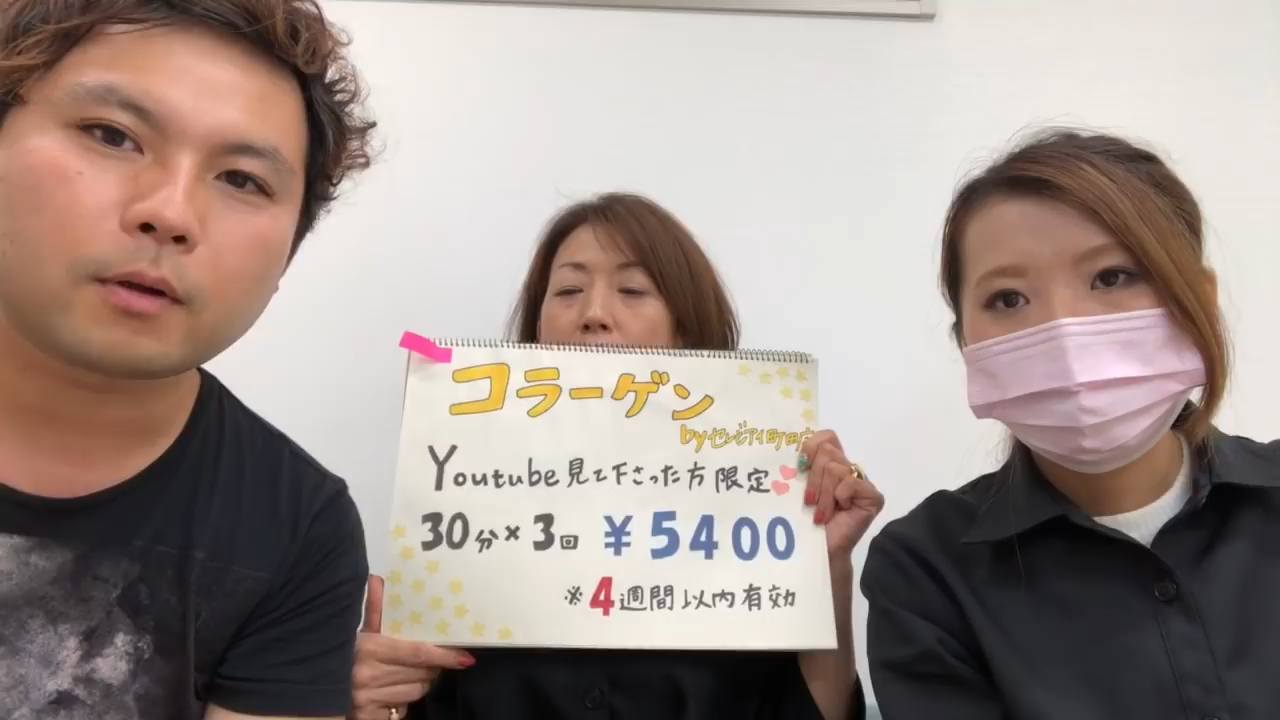 コラーゲン
byセレビアイ町田店
Youtube見て下さった方限定
30分×3回 ¥5400
※4週間以内有効